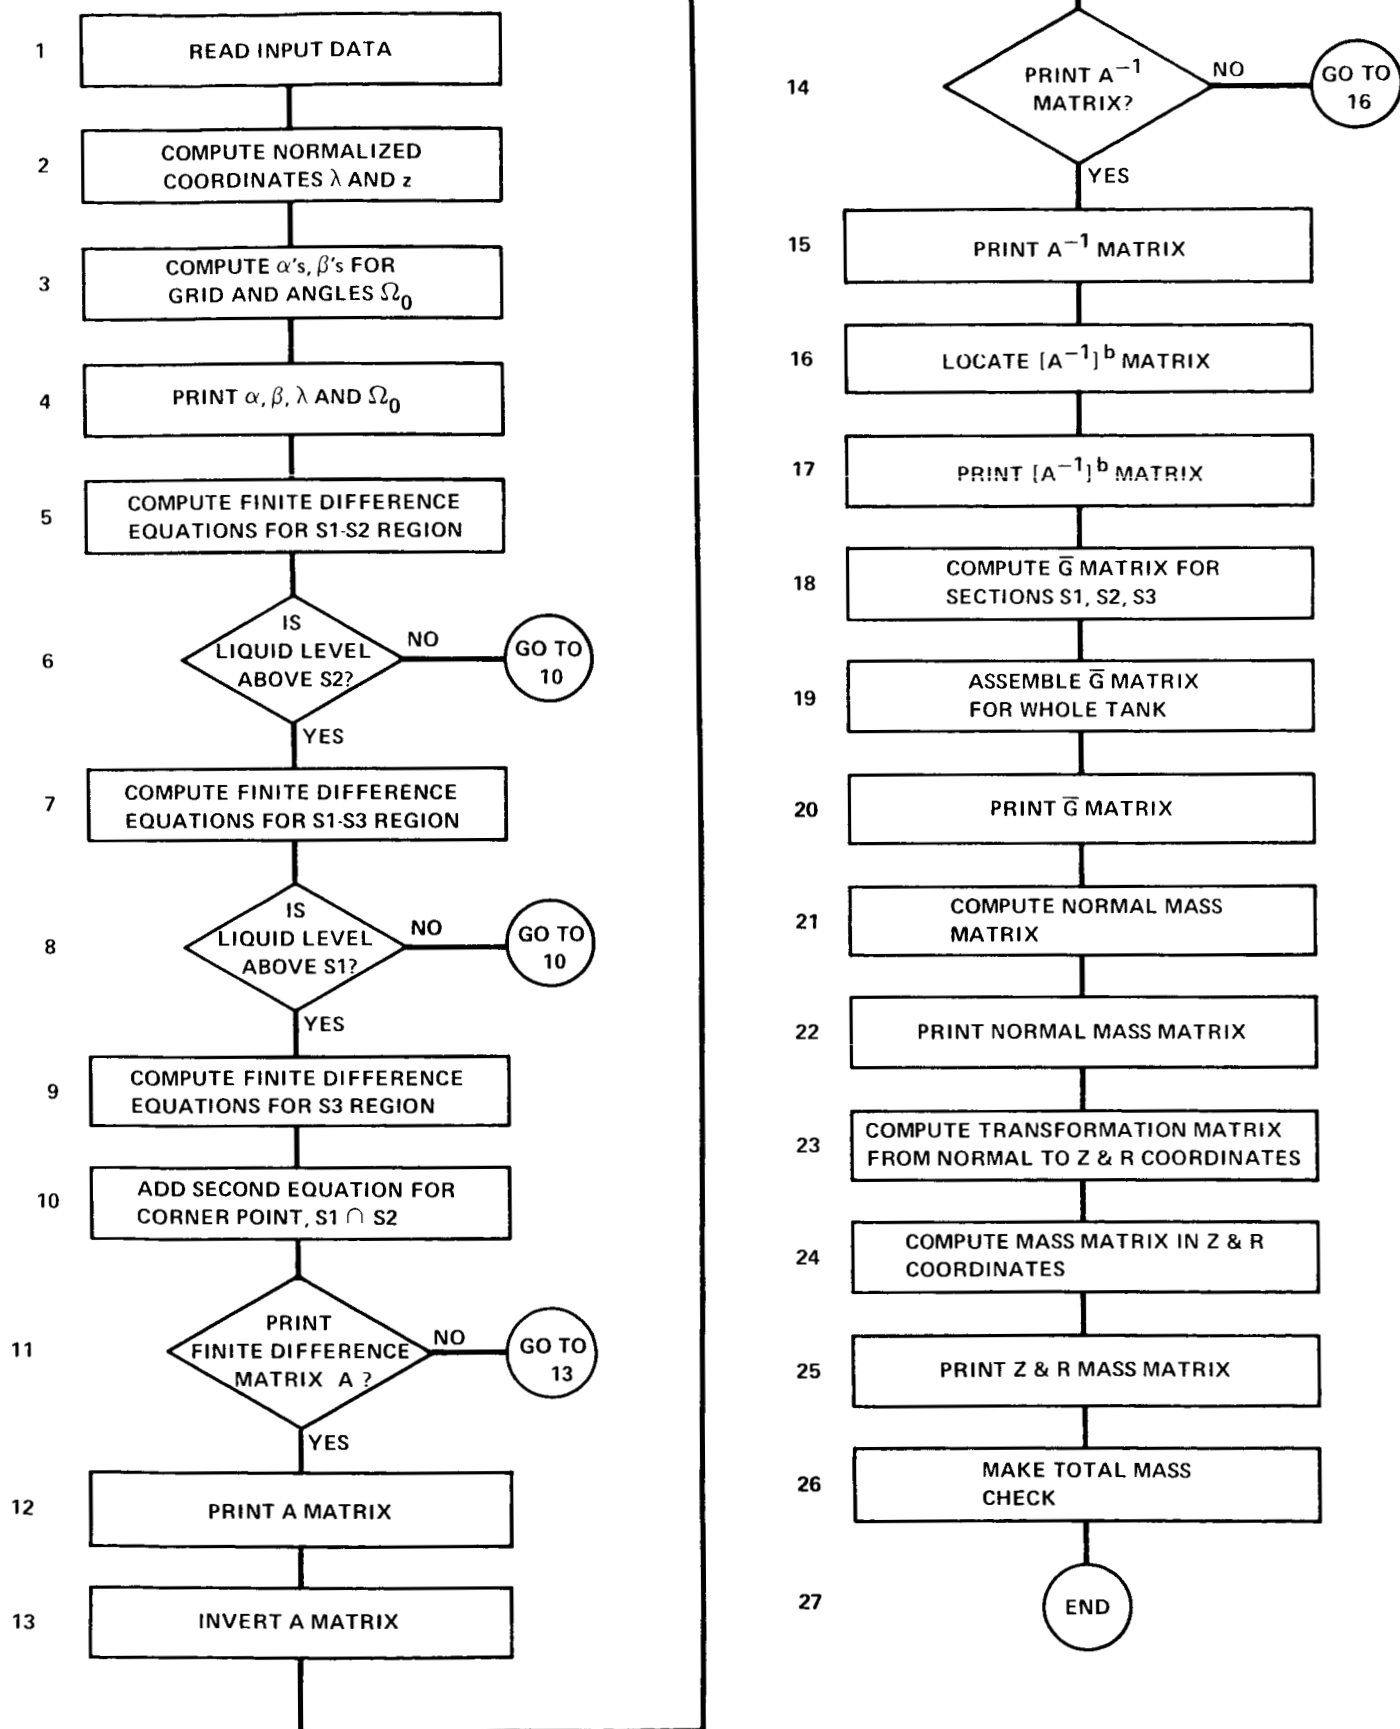 1
READ INPUT DATA
2
COMPUTE NORMALIZED
COORDINATES λ AND z
3
COMPUTE α's, β's FOR
GRID AND ANGLES Ω₀
4
PRINT α, β, λ AND Ω₀
5
COMPUTE FINITE DIFFERENCE
EQUATIONS FOR S1-S2 REGION
6
IS
LIQUID LEVEL
ABOVE S2?
NO
GO TO
10
YES
7
COMPUTE FINITE DIFFERENCE
EQUATIONS FOR S1-S3 REGION
8
IS
LIQUID LEVEL
ABOVE S1?
NO
GO TO
10
YES
9
COMPUTE FINITE DIFFERENCE
EQUATIONS FOR S3 REGION
10
ADD SECOND EQUATION FOR
CORNER POINT, S1 ∩ S2
11
PRINT
FINITE DIFFERENCE
MATRIX A ?
NO
GO TO
13
YES
12
PRINT A MATRIX
13
INVERT A MATRIX
14
PRINT A⁻¹
MATRIX?
NO
GO TO
16
YES
15
PRINT A⁻¹ MATRIX
16
LOCATE [A⁻¹]ᵇ MATRIX
17
PRINT [A⁻¹]ᵇ MATRIX
18
COMPUTE G̅ MATRIX FOR
SECTIONS S1, S2, S3
19
ASSEMBLE G̅ MATRIX
FOR WHOLE TANK
20
PRINT G̅ MATRIX
21
COMPUTE NORMAL MASS
MATRIX
22
PRINT NORMAL MASS MATRIX
23
COMPUTE TRANSFORMATION MATRIX
FROM NORMAL TO Z & R COORDINATES
24
COMPUTE MASS MATRIX IN Z & R
COORDINATES
25
PRINT Z & R MASS MATRIX
26
MAKE TOTAL MASS
CHECK
27
END